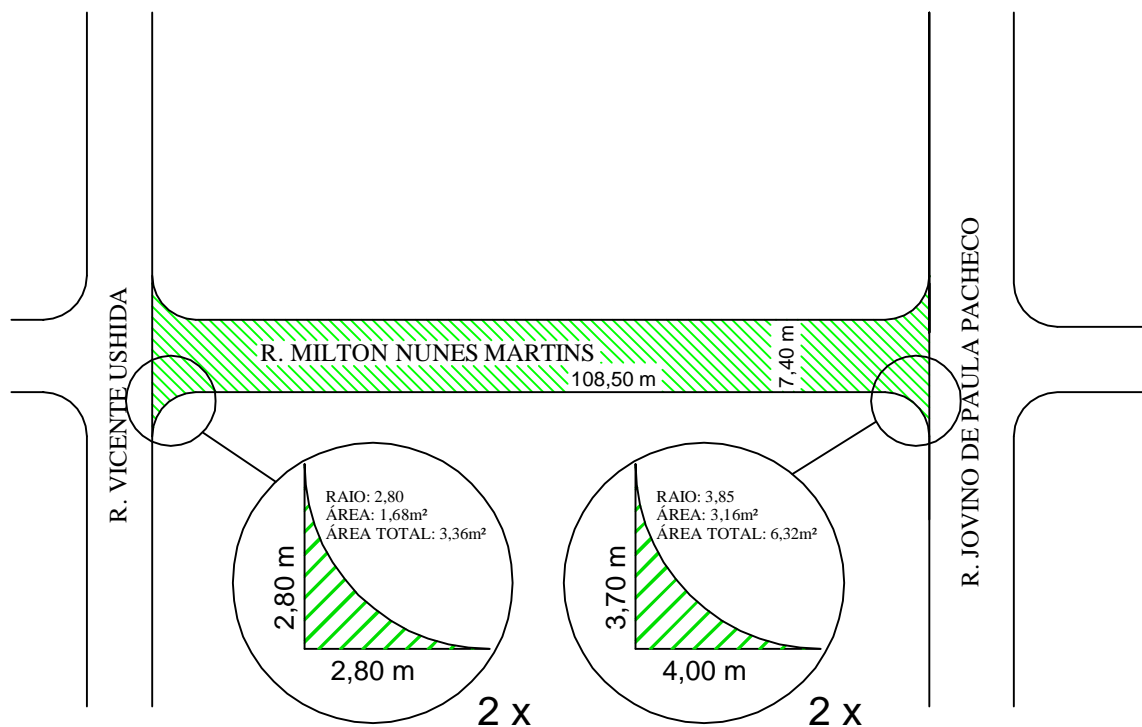 R. VICENTE USHIDA
R. MILTON NUNES MARTINS
108,50 m
7,40 m
R. JOVINO DE PAULA PACHECO
RAIO: 2,80
ÁREA: 1,68m²
ÁREA TOTAL: 3,36m²
2,80 m
2,80 m
2 x
RAIO: 3,85
ÁREA: 3,16m²
ÁREA TOTAL: 6,32m²
3,70 m
4,00 m
2 x